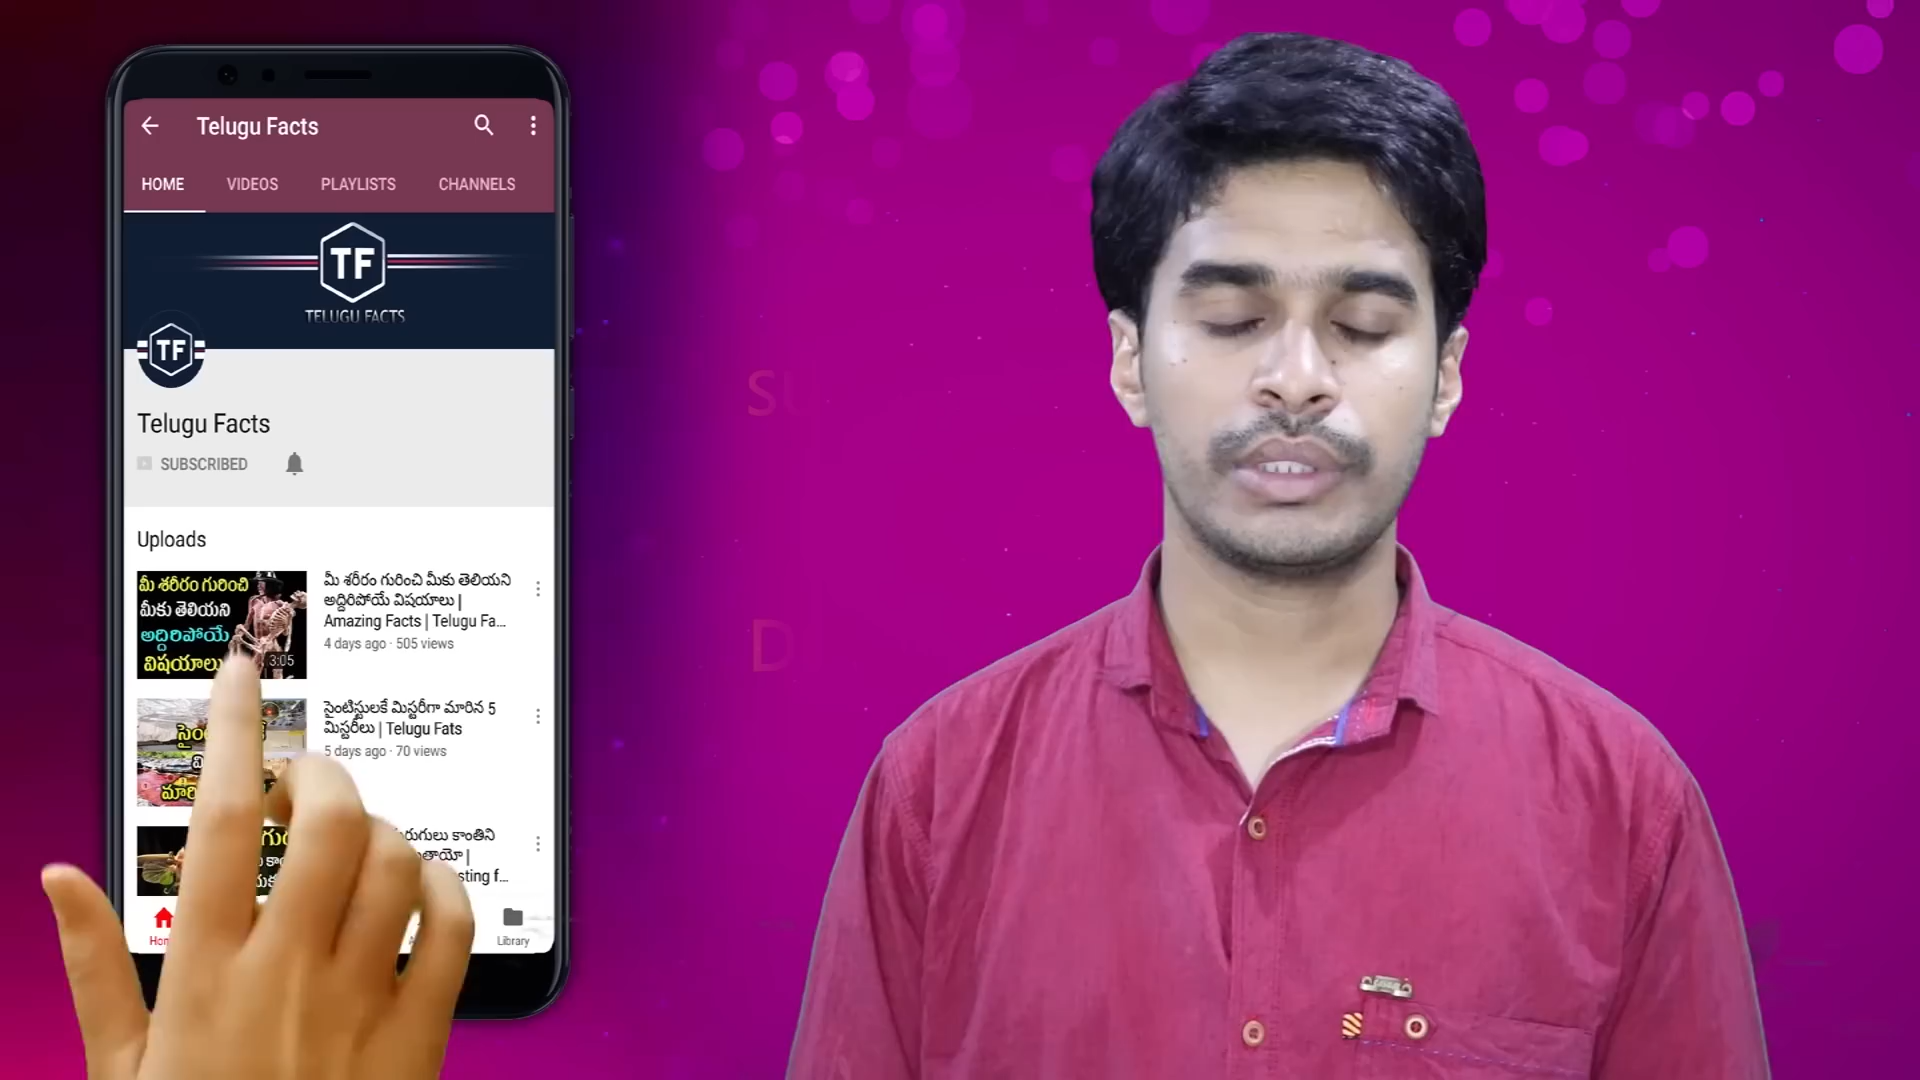 Telugu Facts
HOME VIDEOS PLAYLISTS CHANNELS
TF
TELUGU FACTS
TF
Telugu Facts
SUBSCRIBED
Uploads
మీ శరీరం గురించి
మీకు తెలియని
అద్దిరిపోయే
విషయాలు
3:05
మీ శరీరం గురించి మీకు తెలియని
అద్దిరిపోయే విషయాలు |
Amazing Facts | Telugu Fa...
4 days ago · 505 views
సైంటిస్టులకే మిస్టరీగా మారిన 5
మిస్టరీలు | Telugu Fats
5 days ago · 70 views
కాంతిని
Library